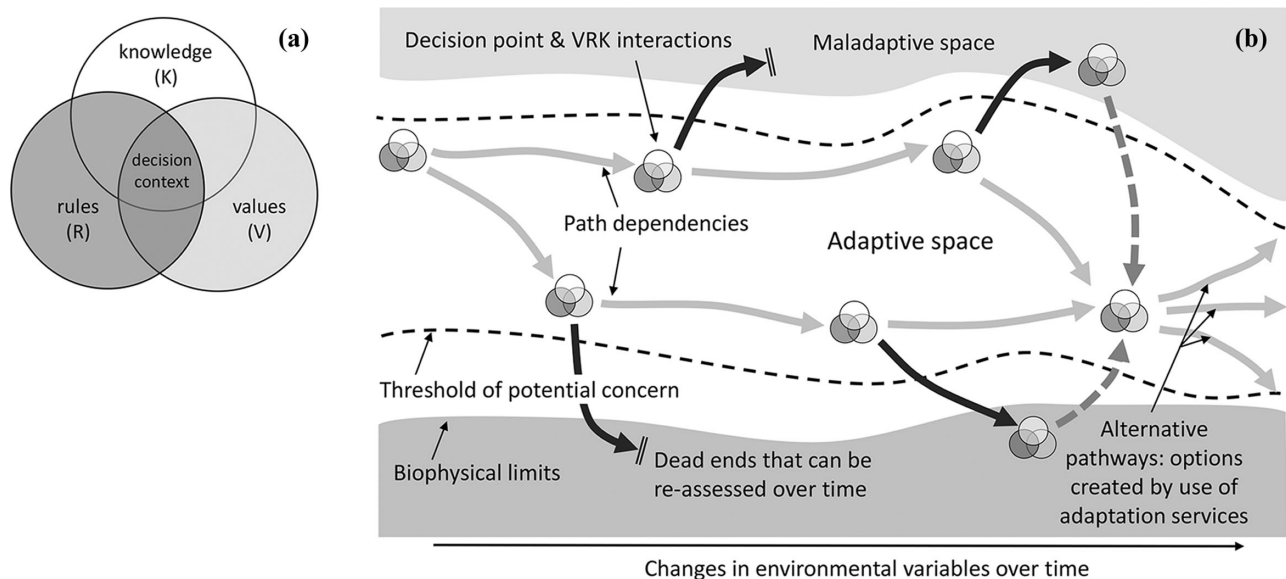 (a)
knowledge
(K)
decision
context
rules
(R)
values
(V)
(b)
Decision point & VRK interactions
Maladaptive space
Path dependencies
Adaptive space
Threshold of potential concern
Biophysical limits
Dead ends that can be
re-assessed over time
Alternative
pathways: options
created by use of
adaptation services
Changes in environmental variables over time